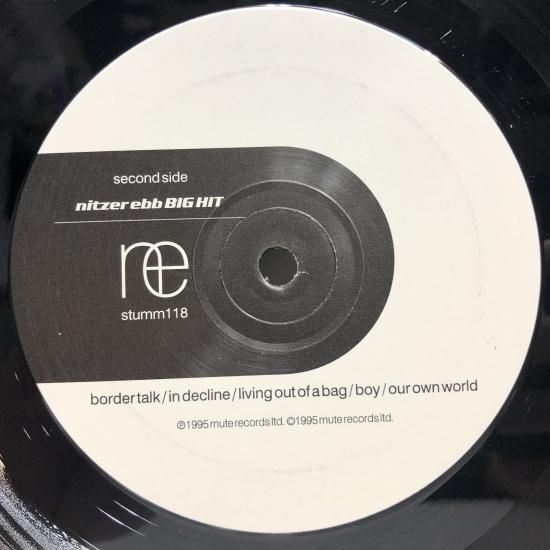 second side
nitzer ebb BIG HIT
ne
stumm118
border talk / in decline / living out of a bag / boy / our own world
℗1995 mute records ltd. ©1995 mute records ltd.